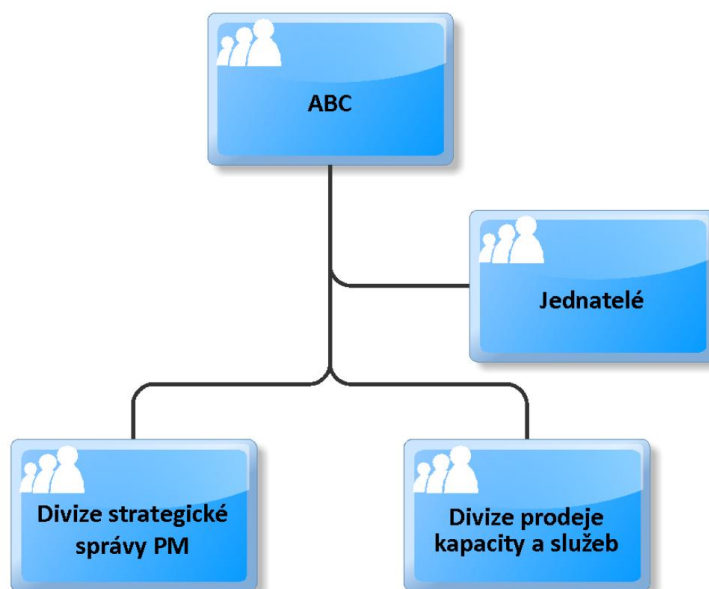 ABC
Jednatelé
Divize strategické
správy PM
Divize prodeje
kapacity a služeb